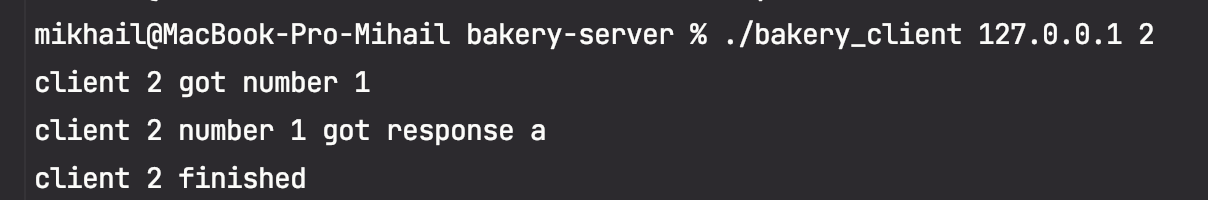 mikhail@MacBook-Pro-Mihail bakery-server % ./bakery_client 127.0.0.1 2
client 2 got number 1
client 2 number 1 got response a
client 2 finished